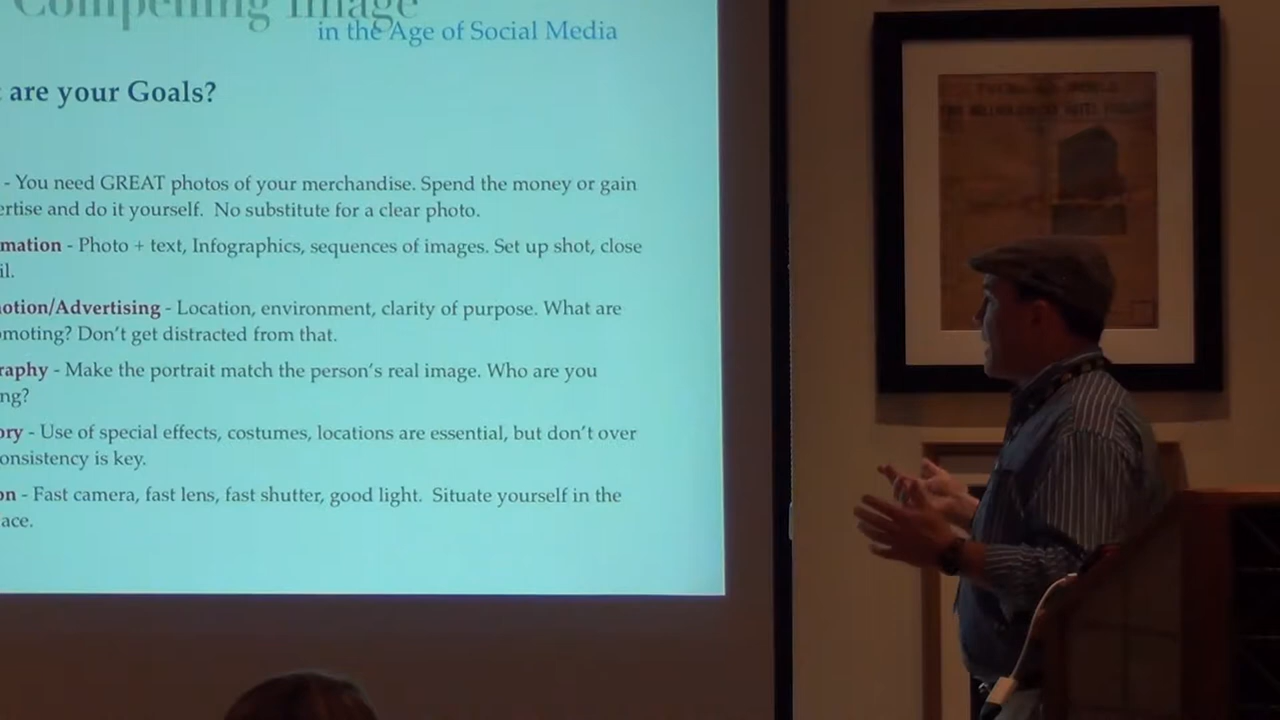 Compelling Image
in the Age of Social Media
are your Goals?
- You need GREAT photos of your merchandise. Spend the money or gain
ertise and do it yourself.  No substitute for a clear photo.
mation - Photo + text, Infographics, sequences of images. Set up shot, close
il.
otion/Advertising - Location, environment, clarity of purpose. What are
omoting? Don't get distracted from that.
raphy - Make the portrait match the person's real image. Who are you
ng?
ory - Use of special effects, costumes, locations are essential, but don't over
onsistency is key.
on - Fast camera, fast lens, fast shutter, good light.  Situate yourself in the
ace.